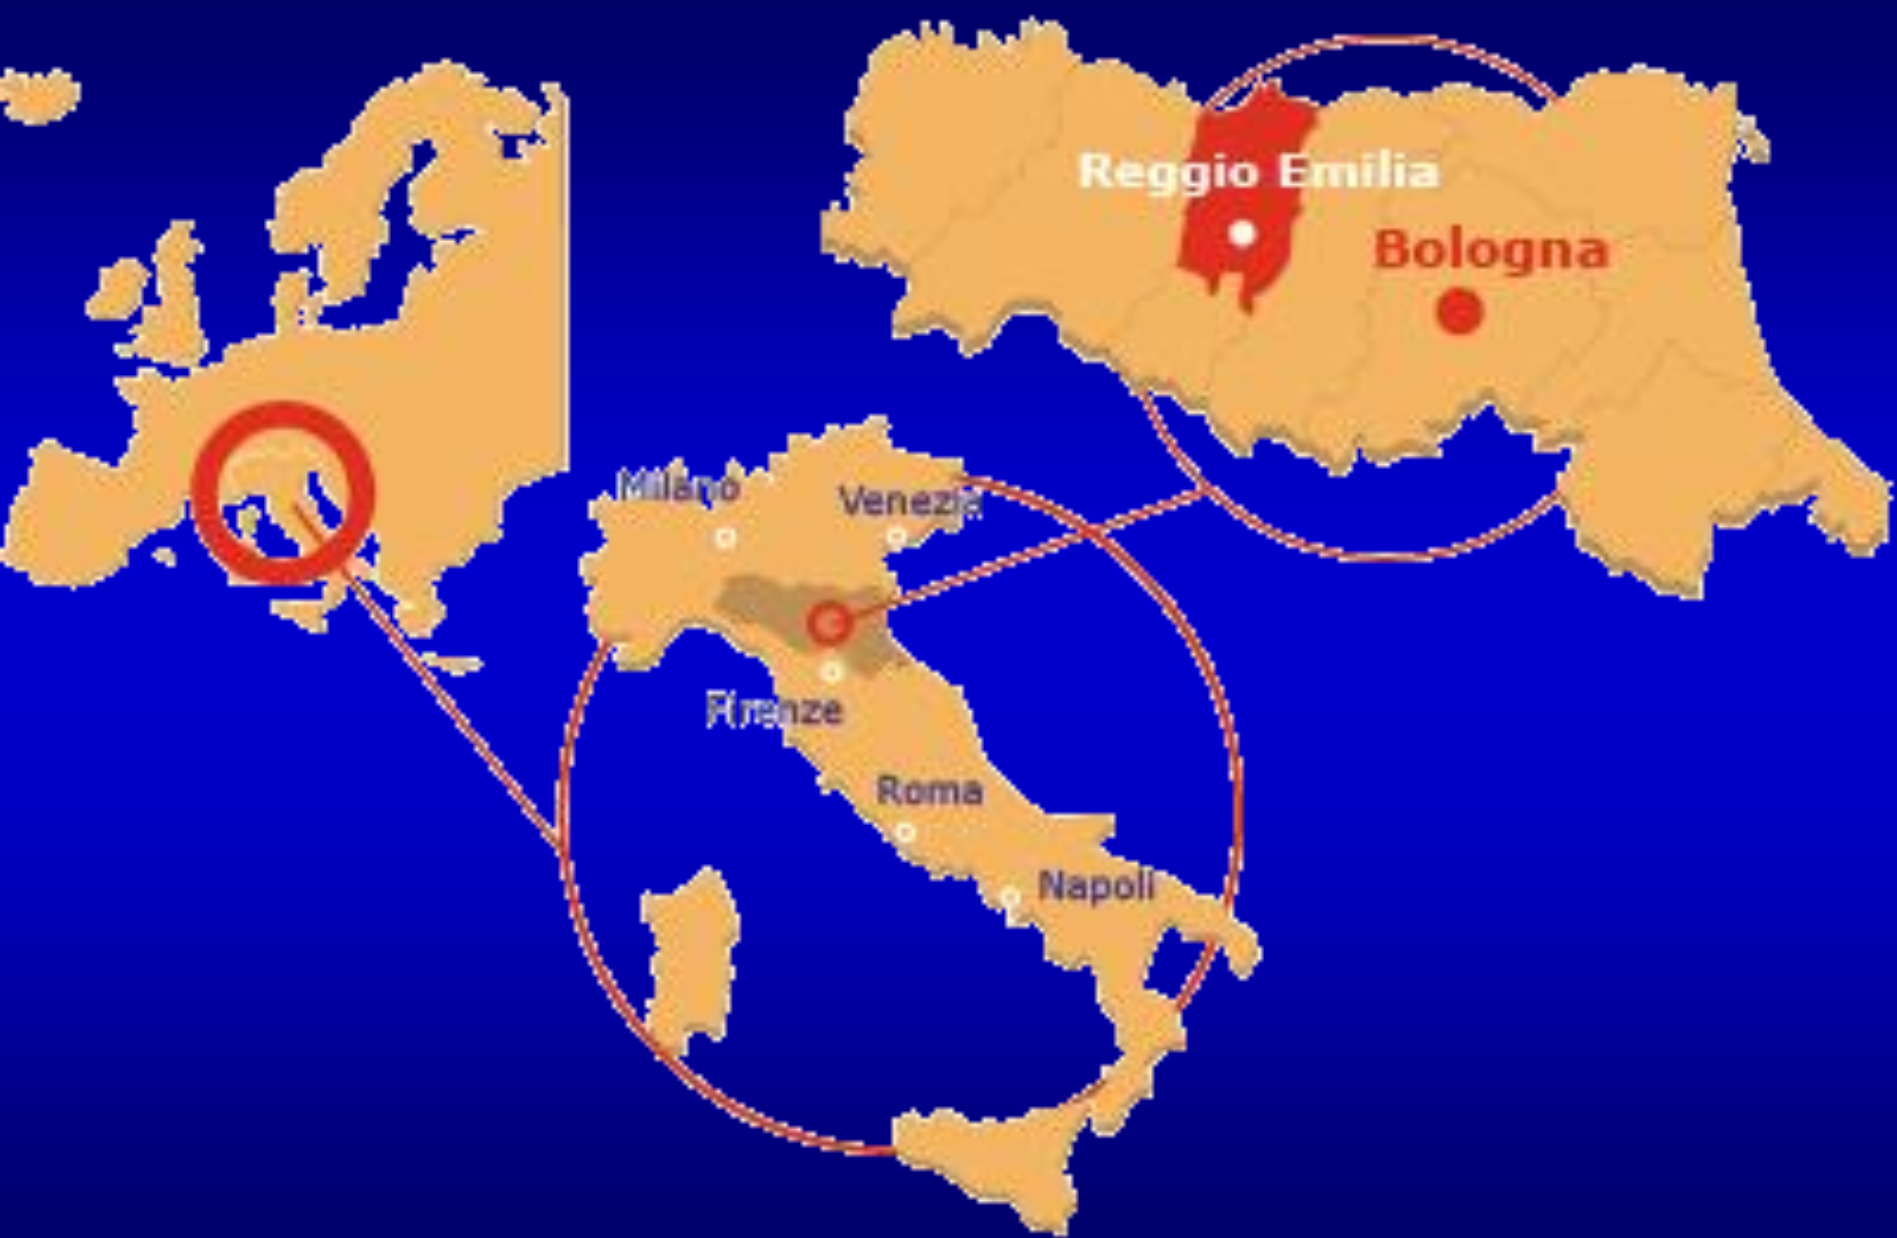 Reggio Emilia
Bologna
Milano
Venezia
Firenze
Roma
Napoli